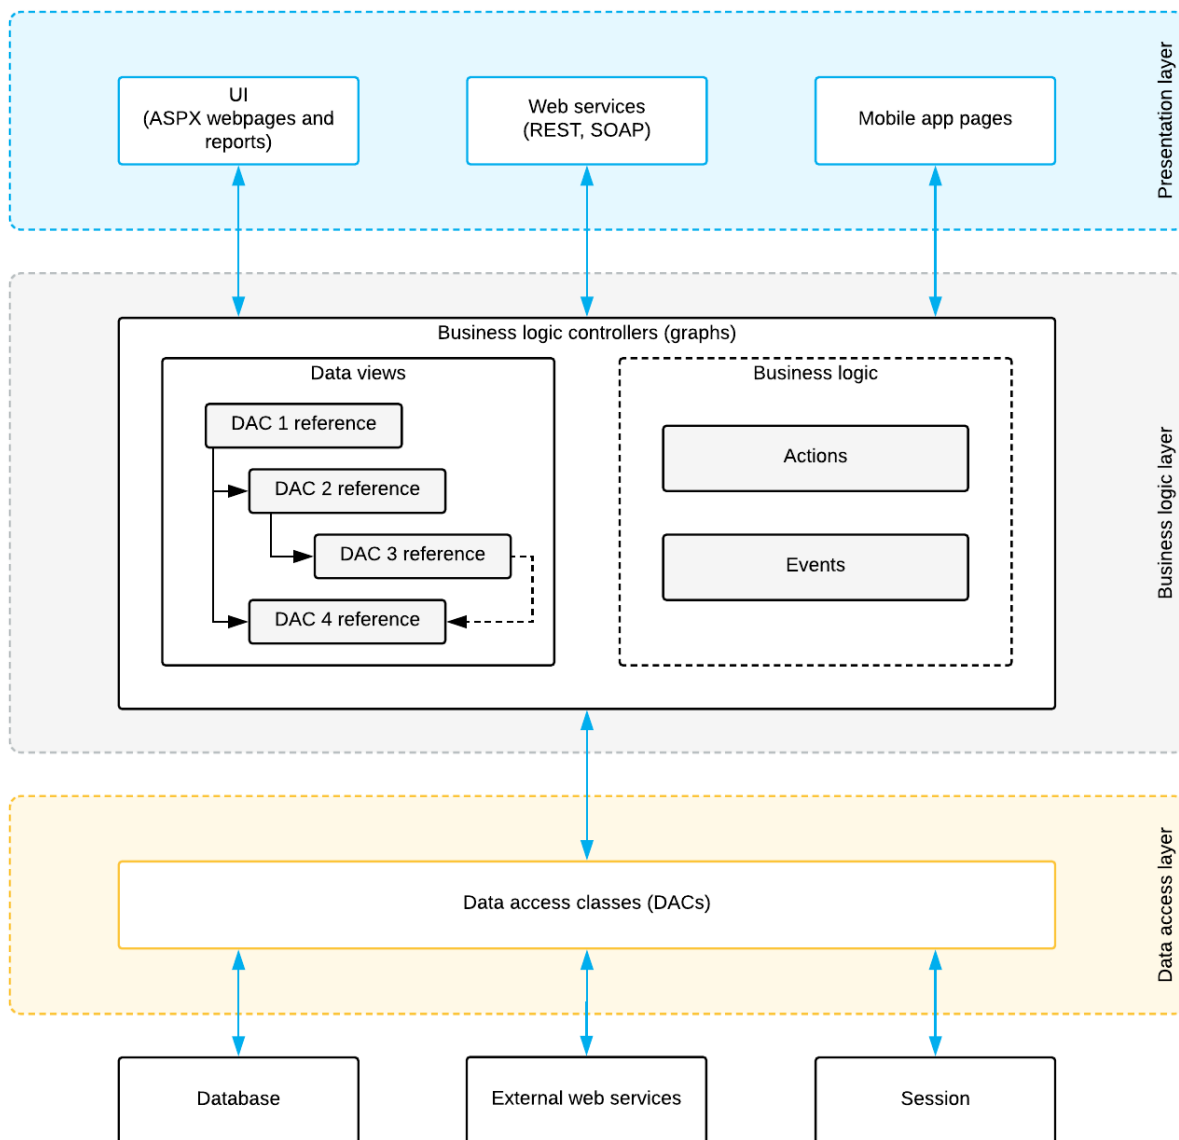 UI
(ASPX webpages and
reports)
Web services
(REST, SOAP)
Mobile app pages
Presentation layer
Business logic controllers (graphs)
Data views
DAC 1 reference
DAC 2 reference
DAC 3 reference
DAC 4 reference
Business logic
Actions
Events
Business logic layer
Data access classes (DACs)
Data access layer
Database
External web services
Session